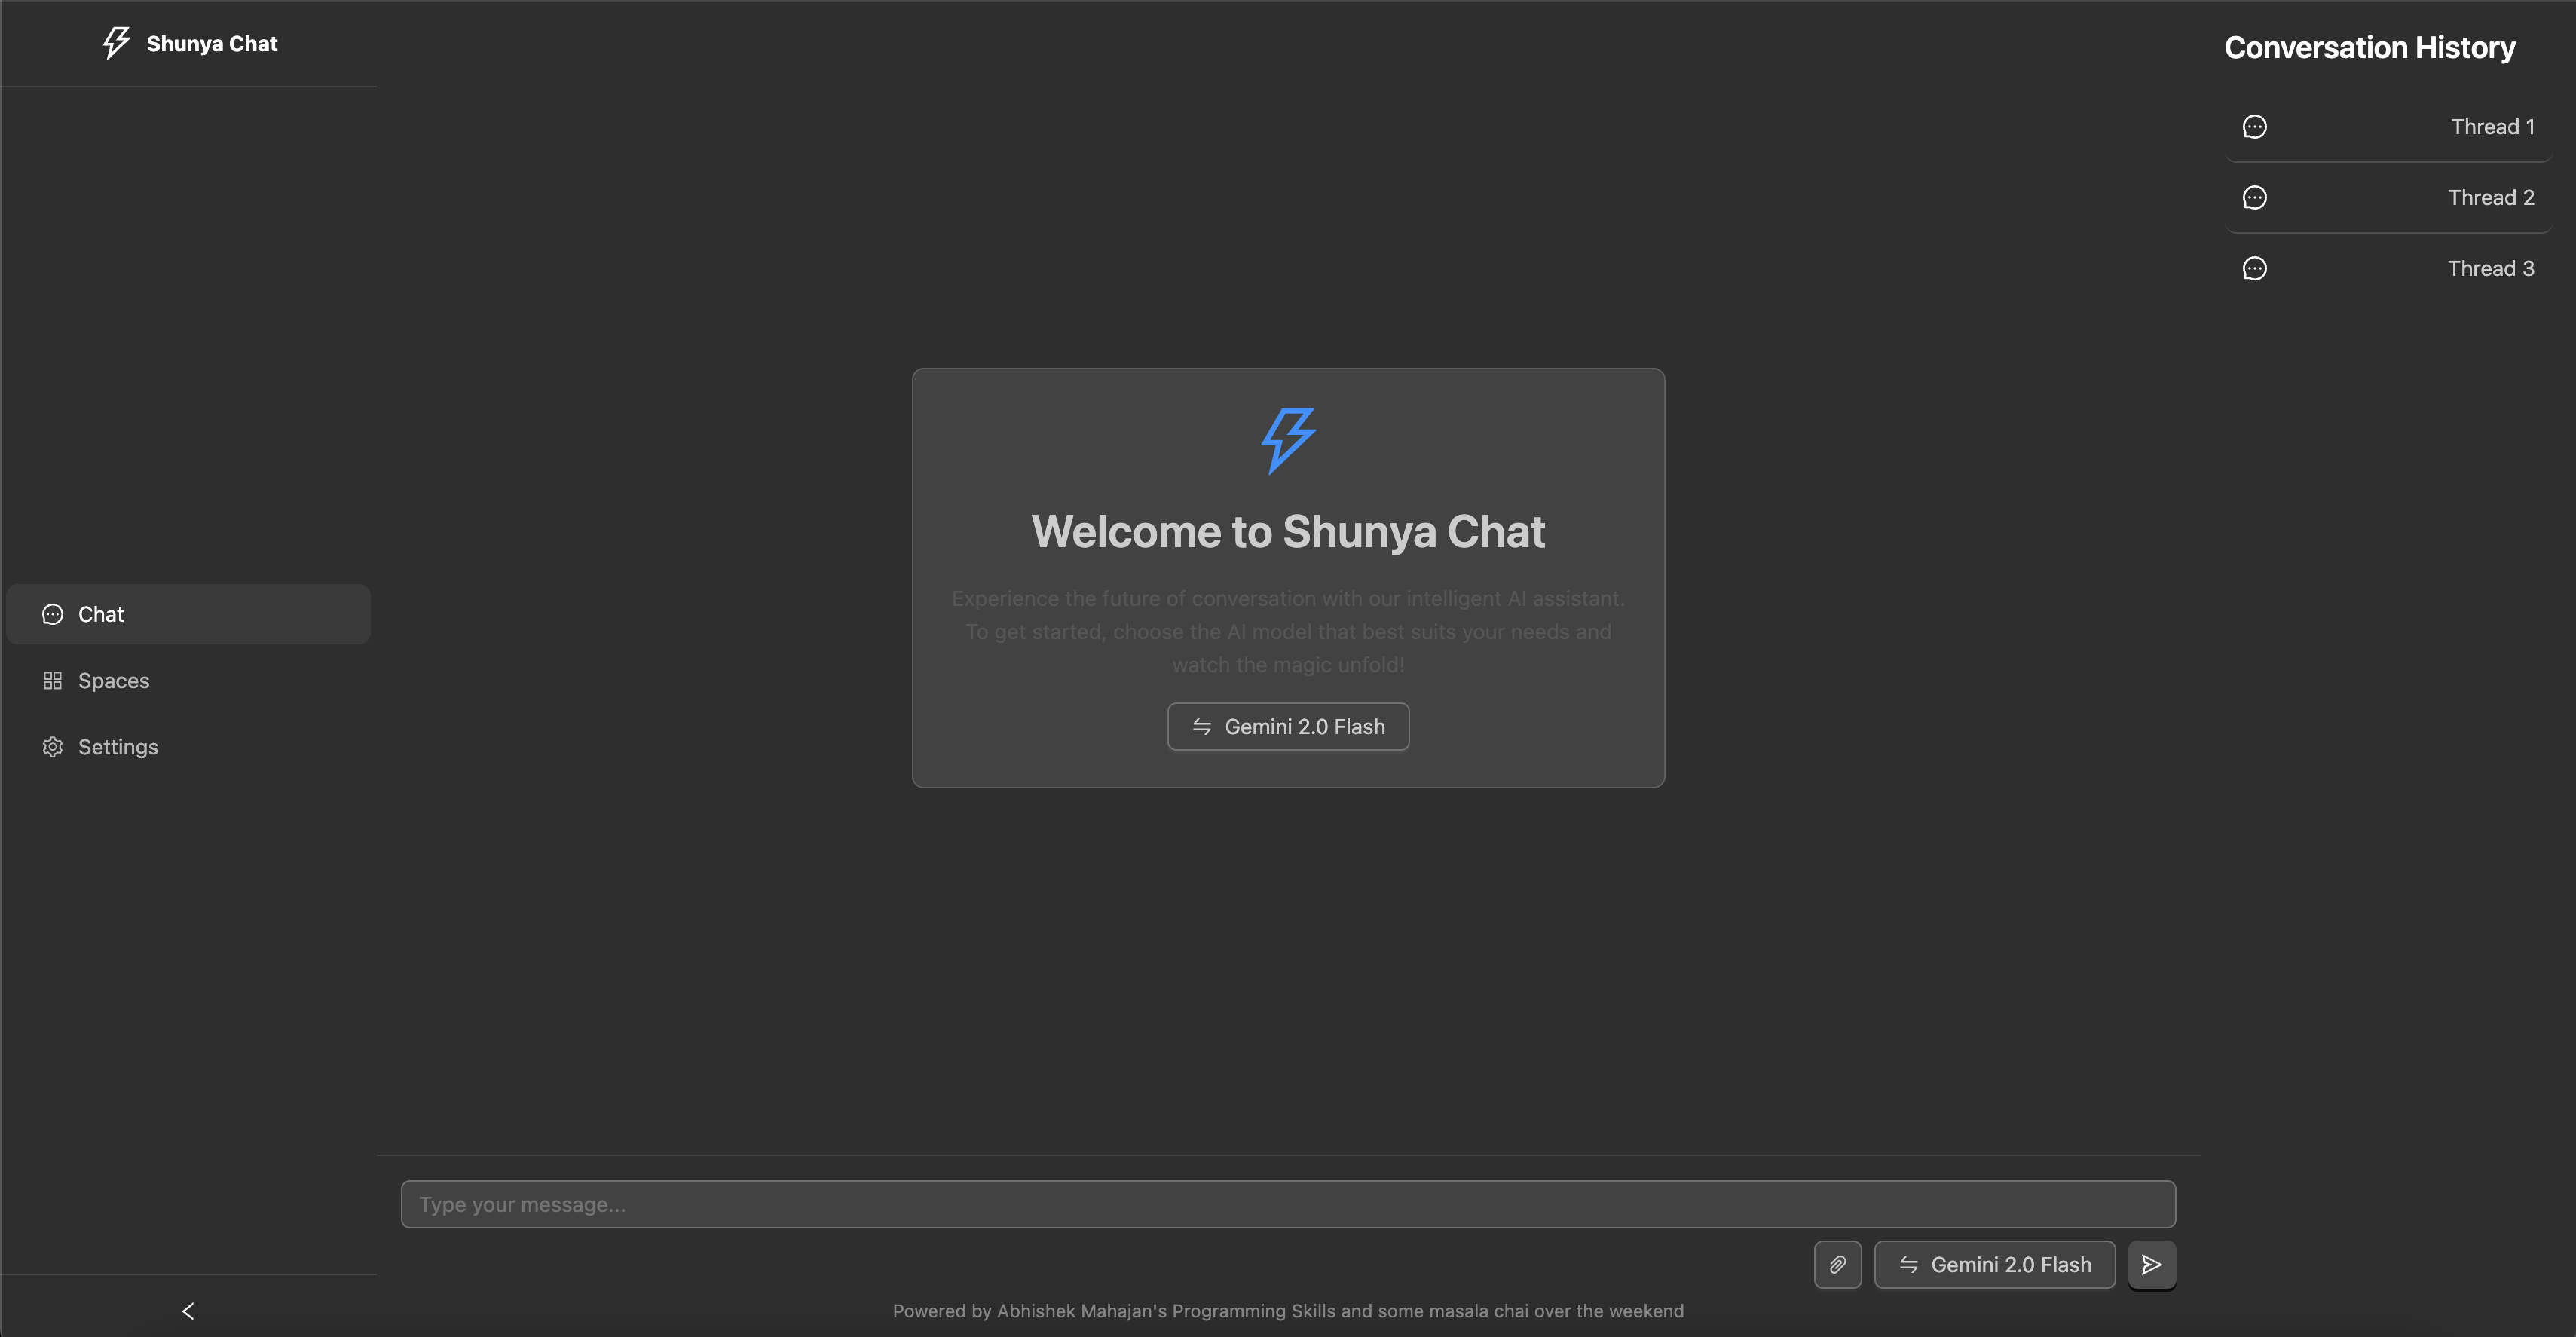 Shunya Chat
Chat
Spaces
Settings
Welcome to Shunya Chat
Experience the future of conversation with our intelligent AI assistant.
To get started, choose the AI model that best suits your needs and
watch the magic unfold!
Gemini 2.0 Flash
Type your message...
Gemini 2.0 Flash
Powered by Abhishek Mahajan's Programming Skills and some masala chai over the weekend
Conversation History
Thread 1
Thread 2
Thread 3